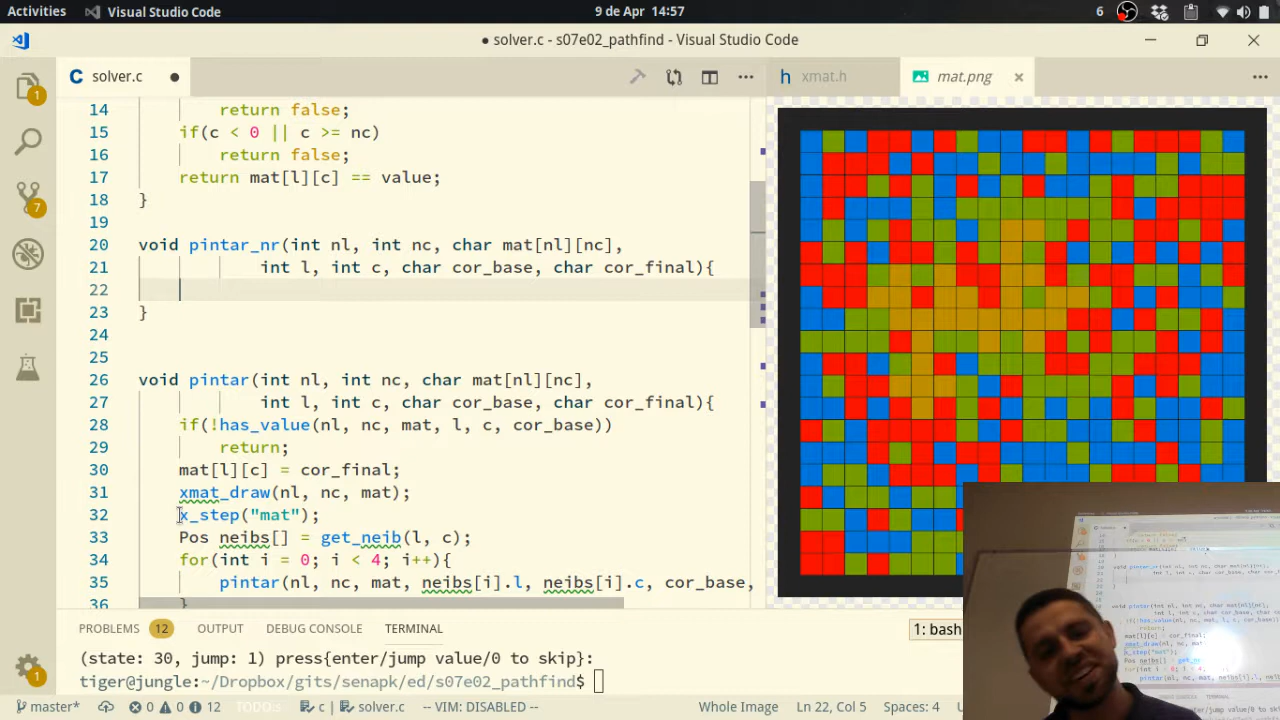 Activities Visual Studio Code 9 de Apr 14:57 6
● solver.c - s07e02_pathfind - Visual Studio Code
C solver.c ●
h xmat.h mat.png ×
1
7
1
14 return false;
15 if(c < 0 || c >= nc)
16 return false;
17 return mat[l][c] == value;
18 }
19
20 void pintar_nr(int nl, int nc, char mat[nl][nc],
21 int l, int c, char cor_base, char cor_final){
22
23 }
24
25
26 void pintar(int nl, int nc, char mat[nl][nc],
27 int l, int c, char cor_base, char cor_final){
28 if(!has_value(nl, nc, mat, l, c, cor_base))
29 return;
30 mat[l][c] = cor_final;
31 xmat_draw(nl, nc, mat);
32 x_step("mat");
33 Pos neibs[] = get_neib(l, c);
34 for(int i = 0; i < 4; i++){
35 pintar(nl, nc, mat, neibs[i].l, neibs[i].c, cor_base,
36 }
PROBLEMS 12 OUTPUT DEBUG CONSOLE TERMINAL 1: bash
(state: 30, jump: 1) press{enter/jump value/0 to skip}:
tiger@jungle:~/Dropbox/gits/senapk/ed/s07e02_pathfind$
master* 0 0 12 TODO:s c solver.c -- VIM: DISABLED -- Whole Image Ln 22, Col 5 Spaces: 4